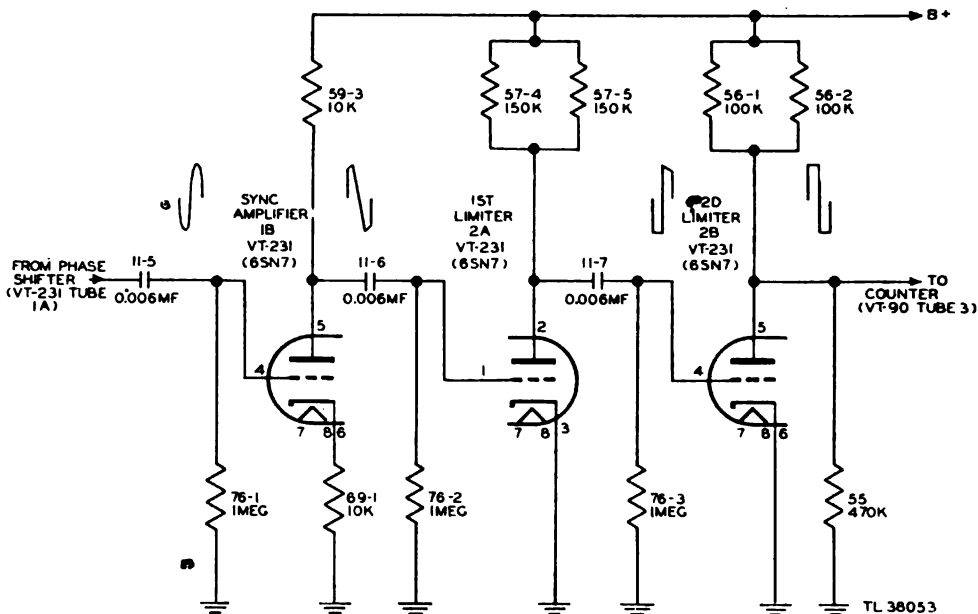 B+
59-3
10K
57-4
150K
57-5
150K
56-1
100K
56-2
100K
SYNC
AMPLIFIER
1B
VT-231
(6SN7)
1ST
LIMITER
2A
VT-231
(6SN7)
2D
LIMITER
2B
VT-231
(6SN7)
FROM PHASE
SHIFTER
(VT-231 TUBE
1A)
11-5
0.006MF
11-6
0.006MF
11-7
0.006MF
TO
COUNTER
(VT-90 TUBE 3)
5
4
7 8 6
2
1
7 8 3
5
4
7 8 6
76-1
1MEG
69-1
10K
76-2
1MEG
76-3
1MEG
55
470K
TL 38053